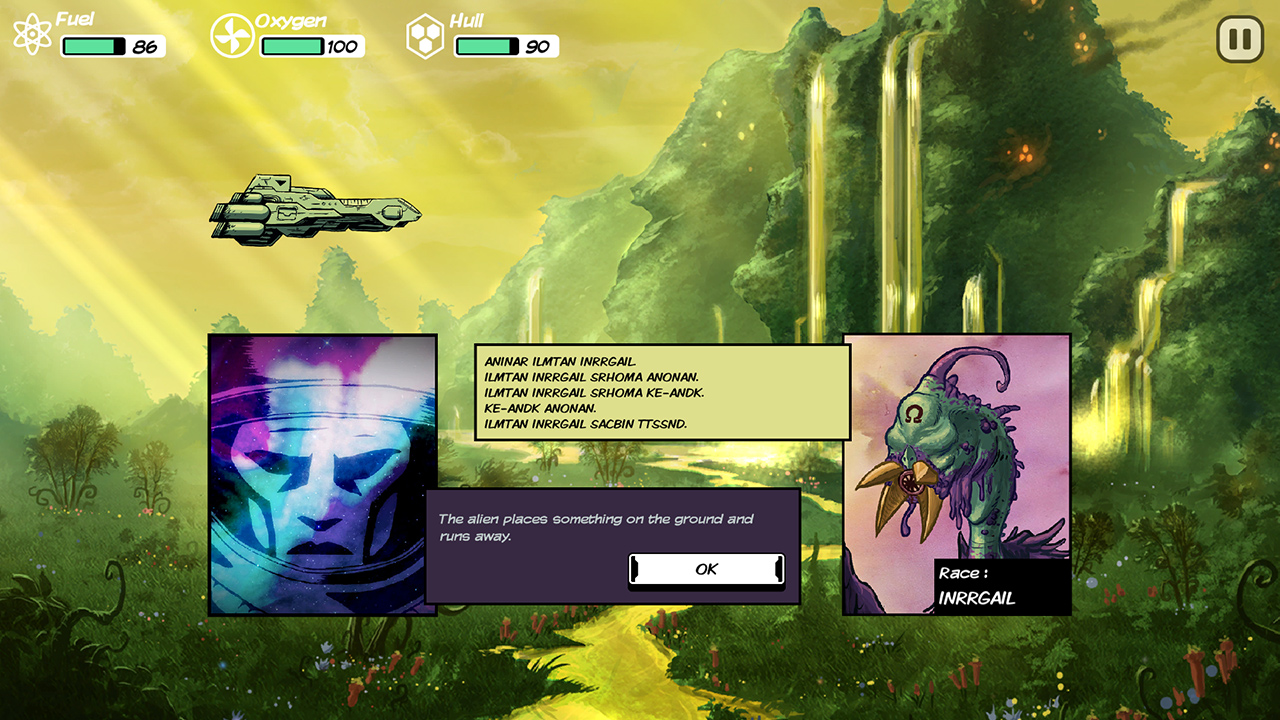 Fuel
86
Oxygen
100
Hull
90
ANINAR ILMTAN INRRGAIL.
ILMTAN INRRGAIL SRHOMA ANONAN.
ILMTAN INRRGAIL SRHOMA KE-ANDK.
KE-ANDK ANONAN.
ILMTAN INRRGAIL SACBIN TTSSND.
The alien places something on the ground and
runs away.
OK
Ω
Race :
INRRGAIL